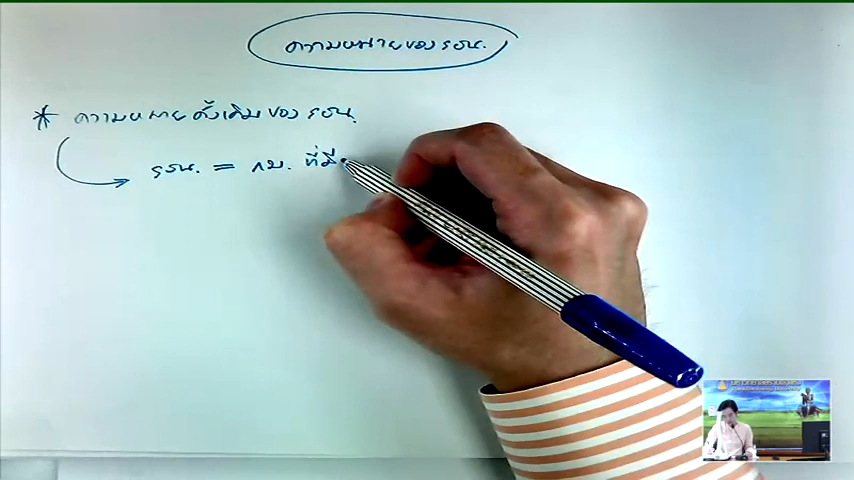 ความหมายของ รธน.
* ความหมายดั้งเดิมของ รธน.
รธน. = กม. ที่มี